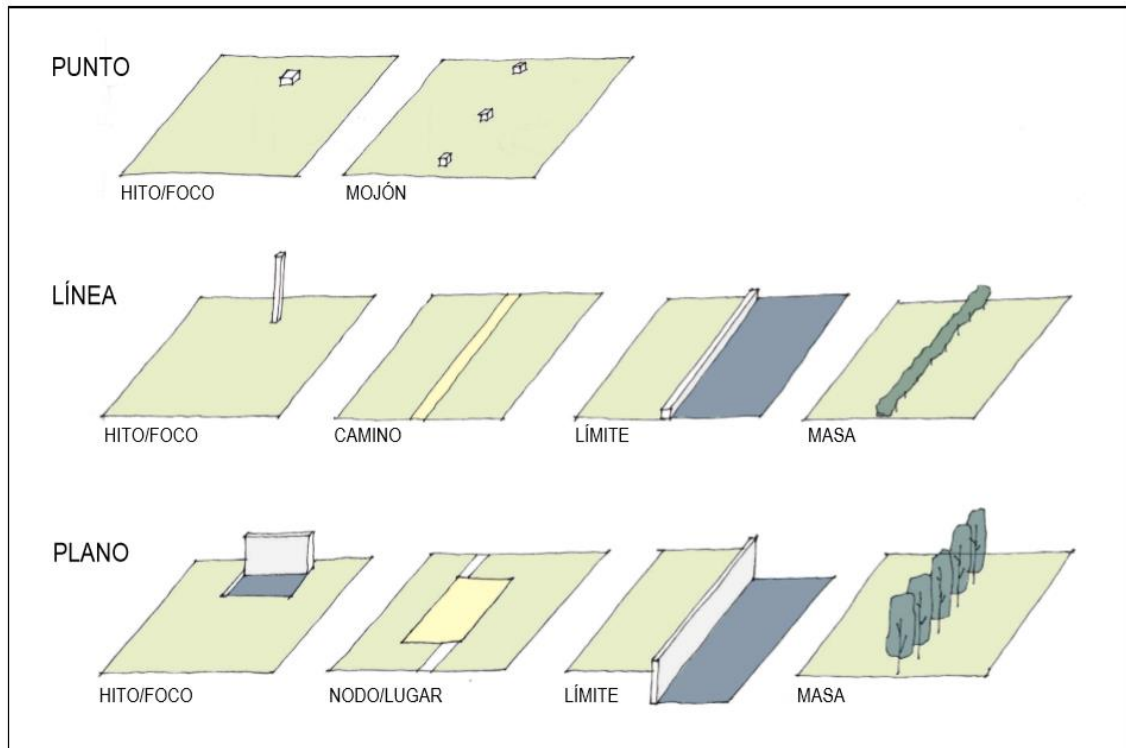 PUNTO
HITO/FOCO
MOJÓN
LÍNEA
HITO/FOCO
CAMINO
LÍMITE
MASA
PLANO
HITO/FOCO
NODO/LUGAR
LÍMITE
MASA